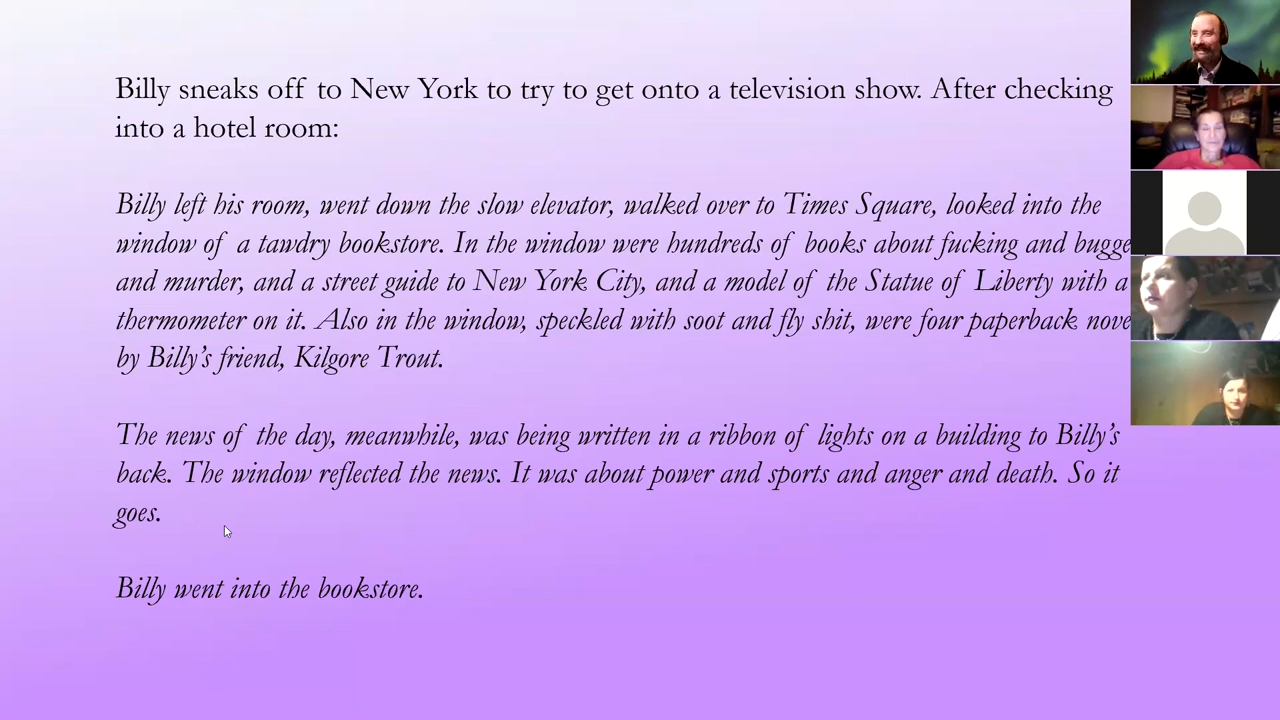 Billy sneaks off to New York to try to get onto a television show. After checking
into a hotel room:
Billy left his room, went down the slow elevator, walked over to Times Square, looked into the
window of a tawdry bookstore. In the window were hundreds of books about fucking and
and murder, and a street guide to New York City, and a model of the Statue of Liberty with a
thermometer on it. Also in the window, speckled with soot and fly shit, were four paperback
by Billy's friend, Kilgore Trout.
The news of the day, meanwhile, was being written in a ribbon of lights on a building to Billy's
back. The window reflected the news. It was about power and sports and anger and death. So it
goes.
Billy went into the bookstore.